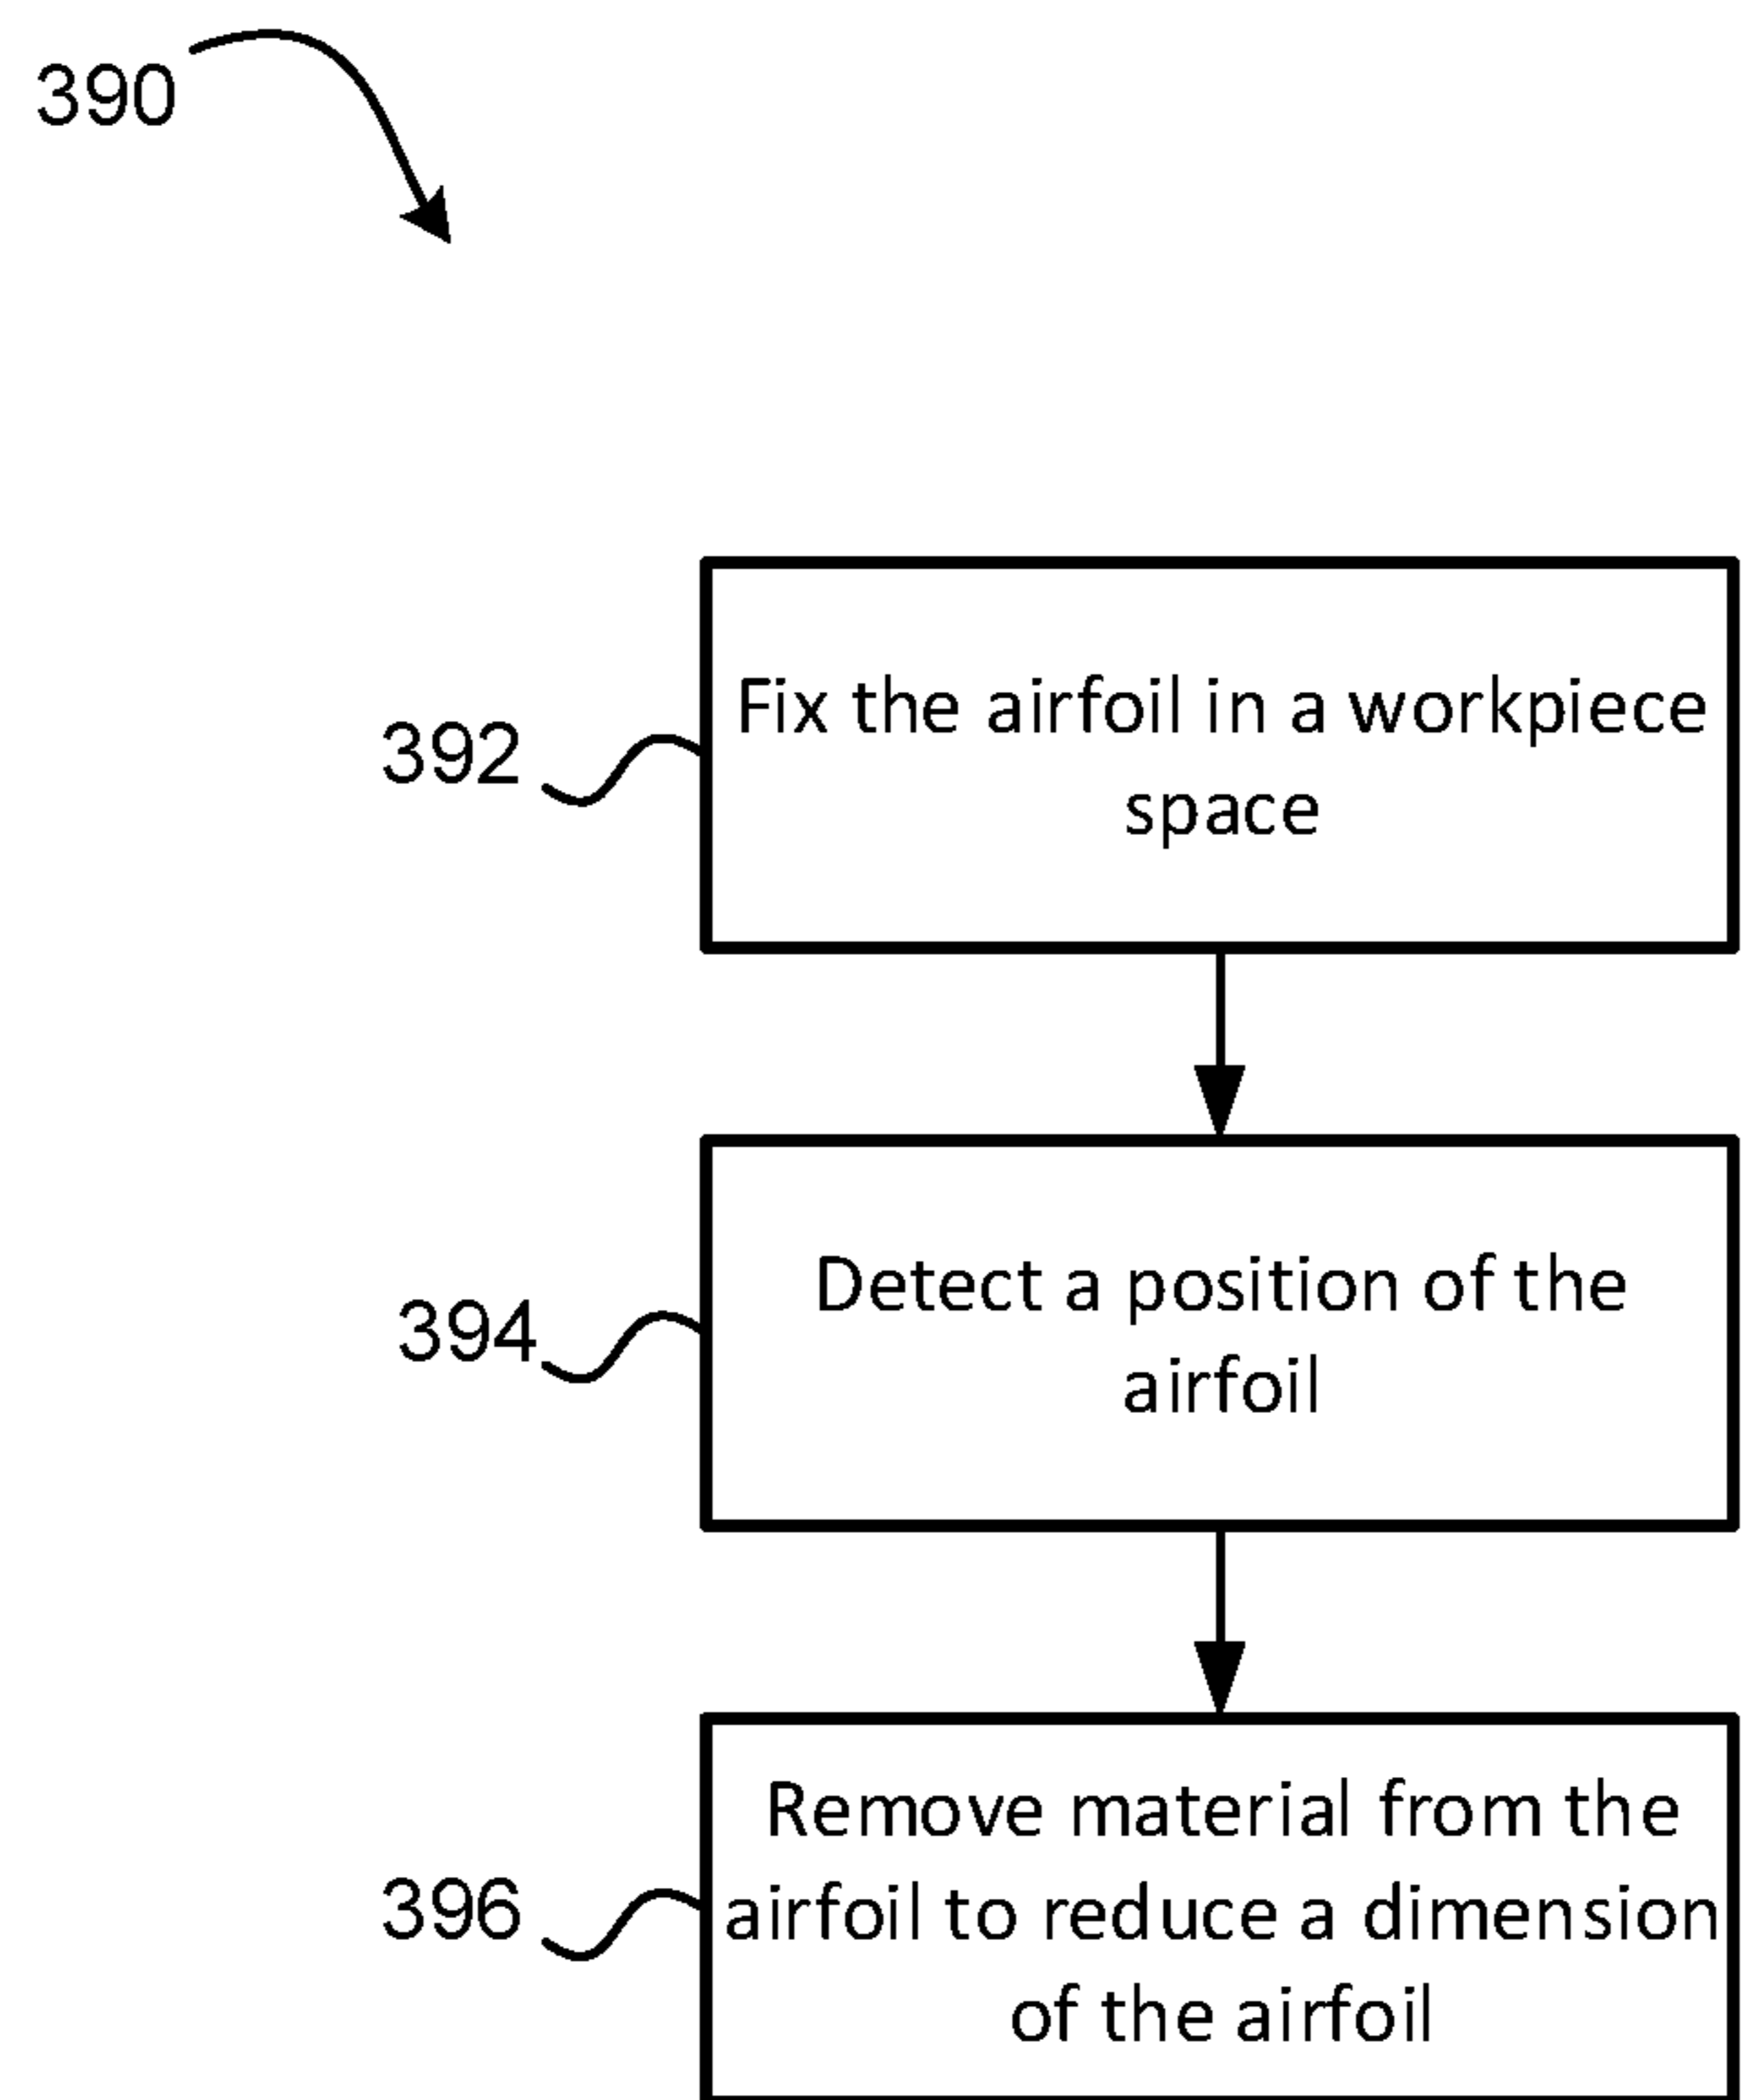 390
392
Fix the airfoil in a workpiece
space
394
Detect a position of the
airfoil
396
Remove material from the
airfoil to reduce a dimension
of the airfoil